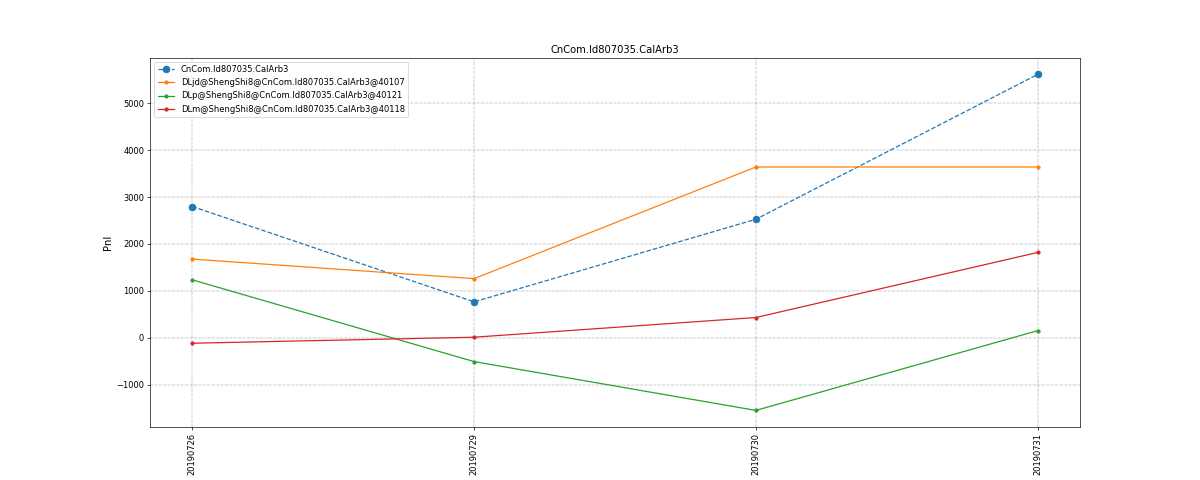 CnCom.Id807035.CalArb3
CnCom.Id807035.CalArb3
DLjd@ShengShi8@CnCom.Id807035.CalArb3@40107
DLp@ShengShi8@CnCom.Id807035.CalArb3@40121
DLm@ShengShi8@CnCom.Id807035.CalArb3@40118
5000
4000
3000
2000
1000
0
−1000
Pnl
20190726
20190729
20190730
20190731